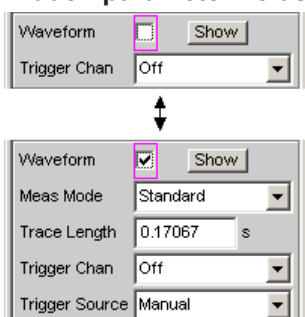 Waveform Show
Trigger Chan Off
Waveform Show
Meas Mode Standard
Trace Length 0.17067 s
Trigger Chan Off
Trigger Source Manual